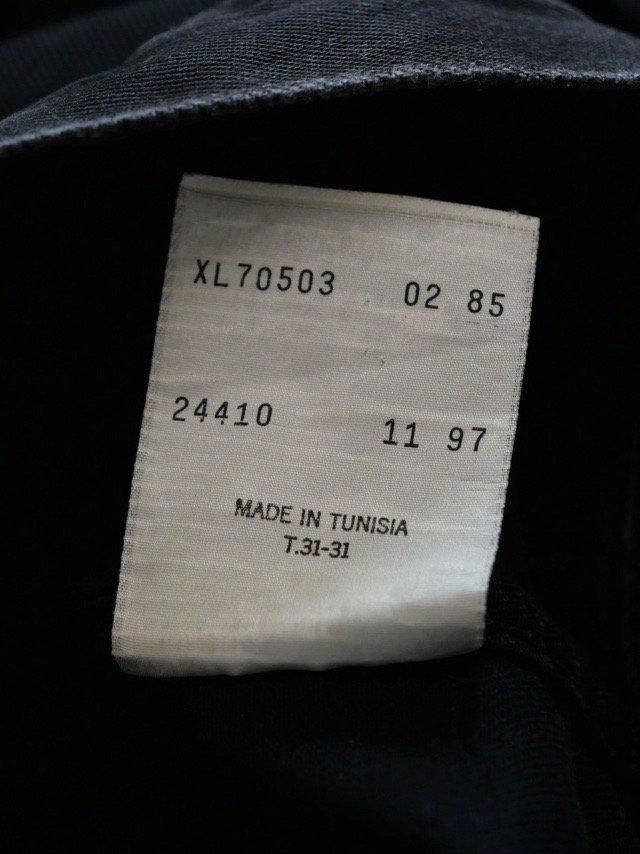 XL70503 02 85
24410 11 97
MADE IN TUNISIA
T.31-31